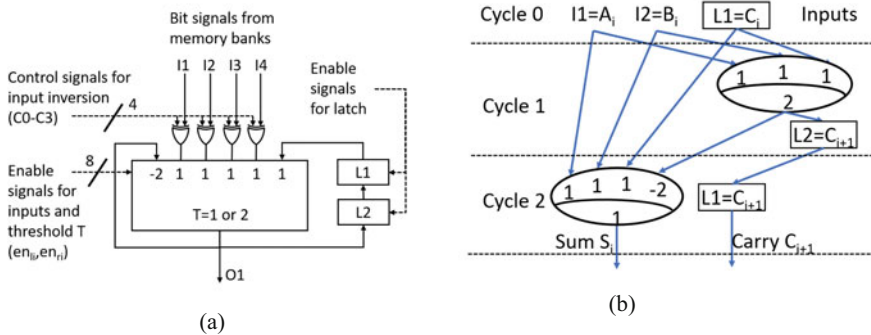 Bit signals from
memory banks
I1 I2 I3 I4
Control signals for
input inversion
(C0-C3)
4
Enable
signals
for latch
8
Enable
signals for
inputs and
threshold T
(en_li,en_ri)
-2 1 1 1 1 1
T=1 or 2
L1
L2
O1
(a)
Cycle 0 I1=A_i I2=B_i L1=C_i Inputs
1 1 1
2
Cycle 1
L2=C_i+1
1 1 1 -2
1
Cycle 2
L1=C_i+1
Sum S_i Carry C_i+1
(b)